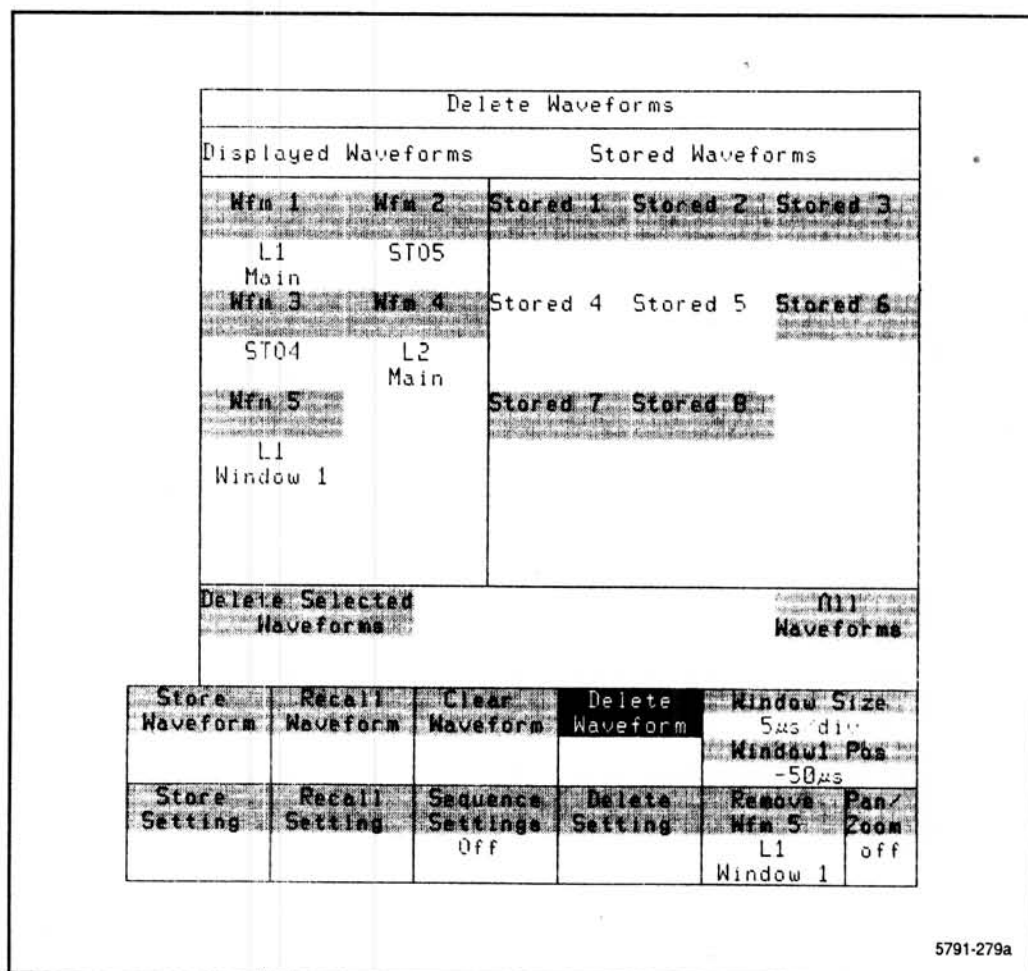 Delete Waveforms
Displayed Waveforms Stored Waveforms
Wfm 1 Wfm 2 Stored 1 Stored 2 Stored 3
L1 STO5
Main
Wfm 3 Wfm 4 Stored 4 Stored 5 Stored 6
STO4 L2
Main
Wfm 5 Stored 7 Stored 8
L1
Window 1
Delete Selected All
Waveforms Waveforms
Store Recall Clear Delete Window Size
Waveform Waveform Waveform Waveform 5µs/div
Window1 Pos
-50µs
Store Recall Sequence Delete Remove Pan/
Setting Setting Settings Setting Wfm 5 Zoom
Off L1 off
Window 1
5791-279a